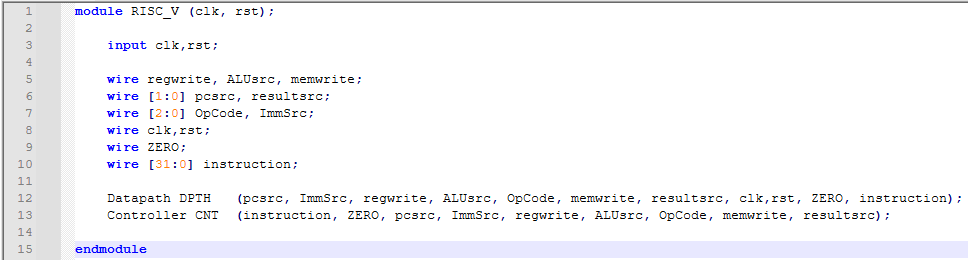 1 module RISC_V (clk, rst);
2
3 input clk,rst;
4
5 wire regwrite, ALUsrc, memwrite;
6 wire [1:0] pcsrc, resultsrc;
7 wire [2:0] OpCode, ImmSrc;
8 wire clk,rst;
9 wire ZERO;
10 wire [31:0] instruction;
11
12 Datapath DPTH (pcsrc, ImmSrc, regwrite, ALUsrc, OpCode, memwrite, resultsrc, clk,rst, ZERO, instruction);
13 Controller CNT (instruction, ZERO, pcsrc, ImmSrc, regwrite, ALUsrc, OpCode, memwrite, resultsrc);
14
15 endmodule